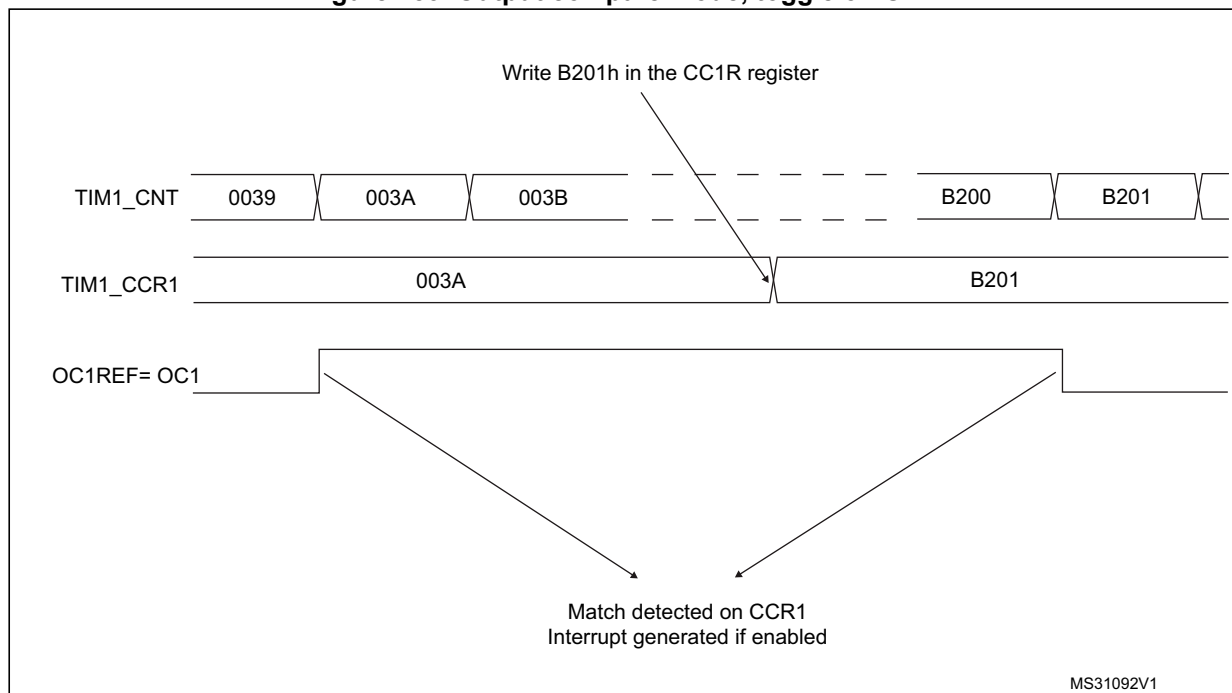 Write B201h in the CC1R register
TIM1_CNT 0039 003A 003B B200 B201
TIM1_CCR1 003A B201
OC1REF= OC1
Match detected on CCR1
Interrupt generated if enabled
MS31092V1